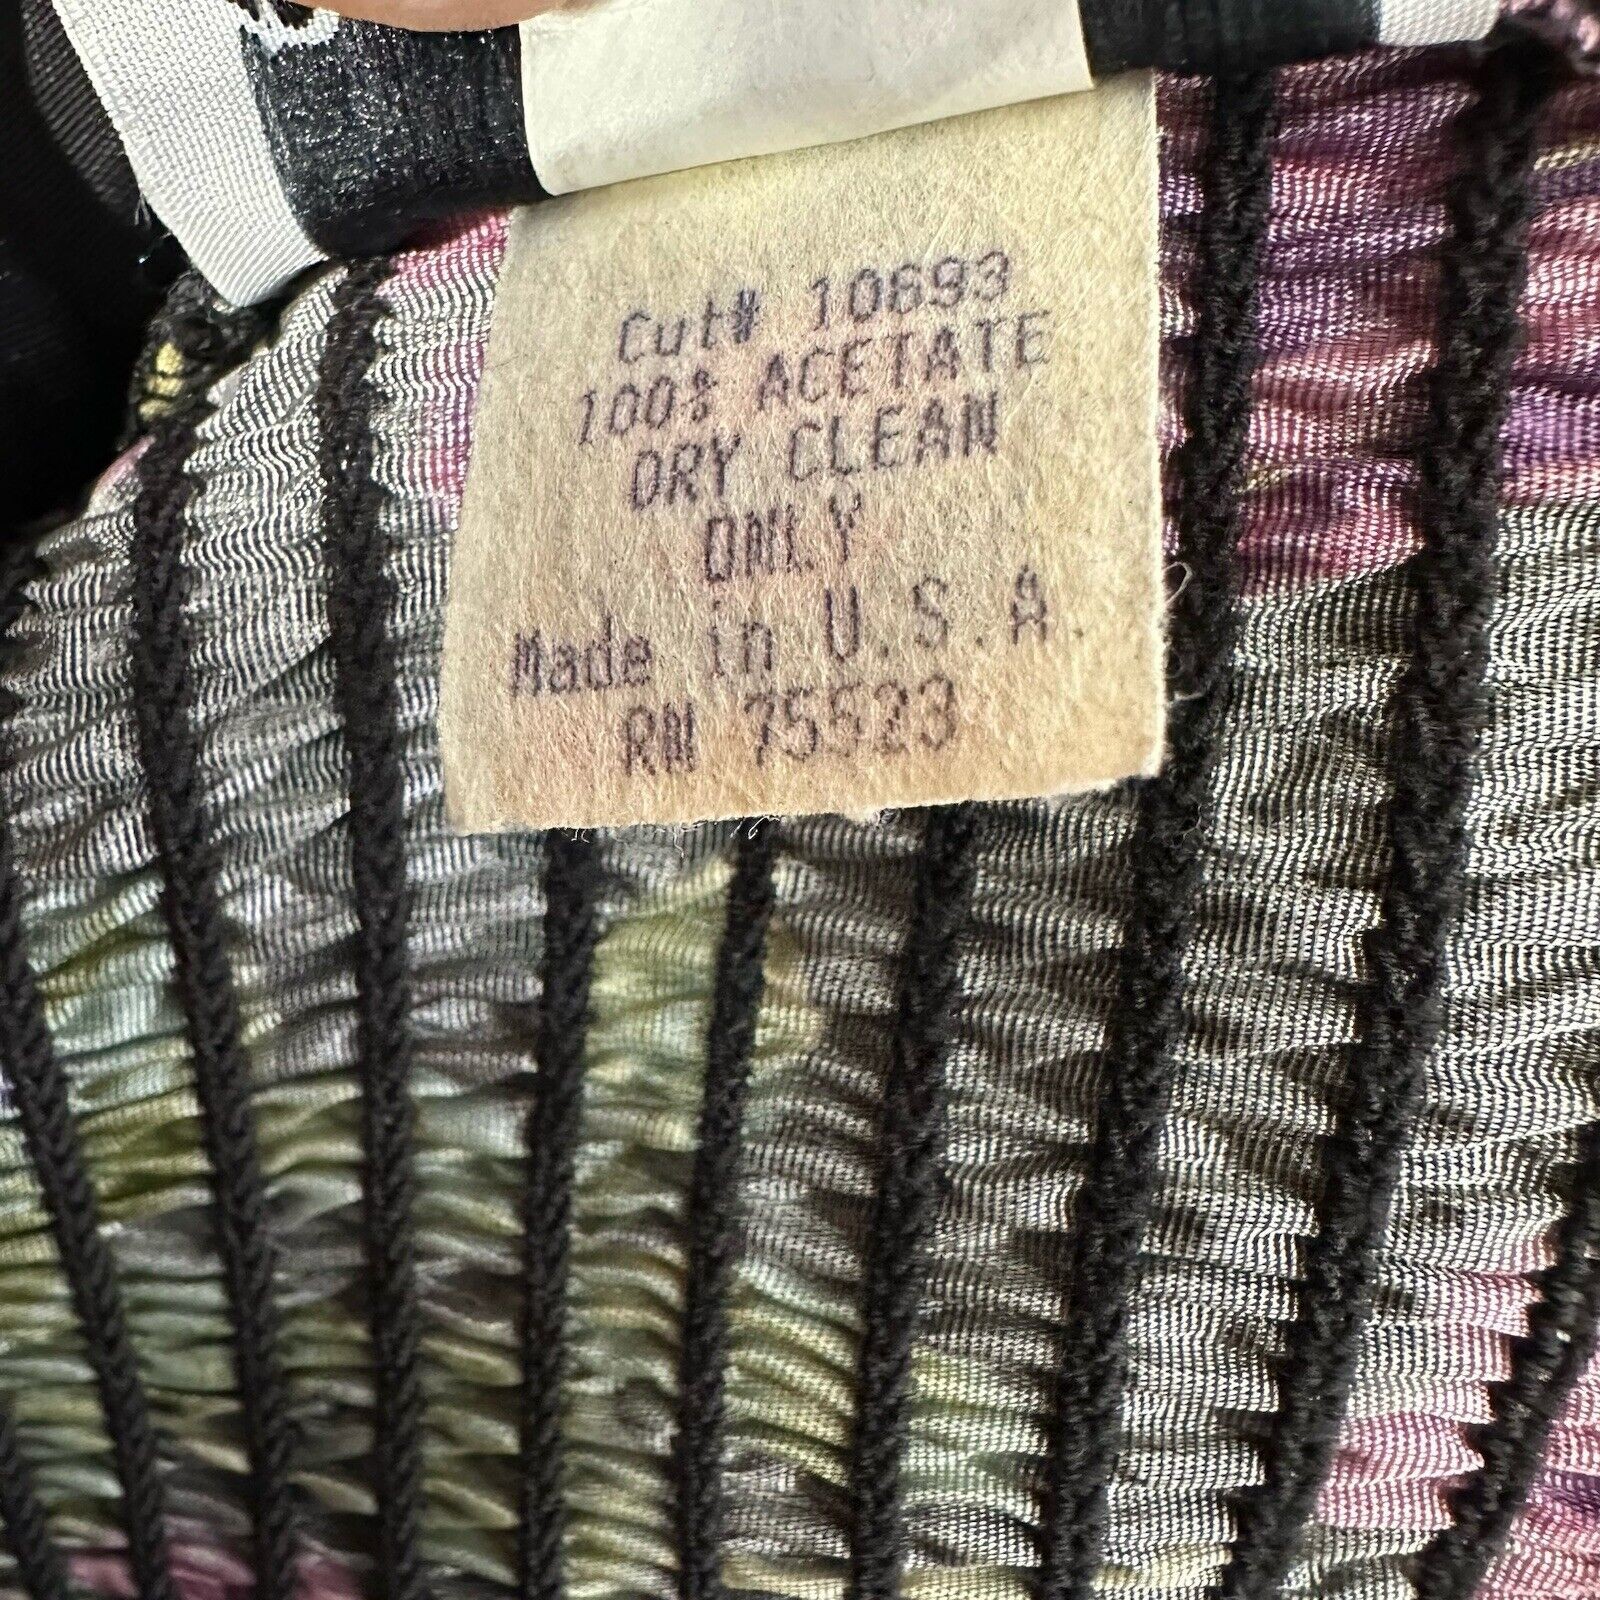 Cut# 10693
100% ACETATE
DRY CLEAN
ONLY
Made in U.S.A.
RN 75523